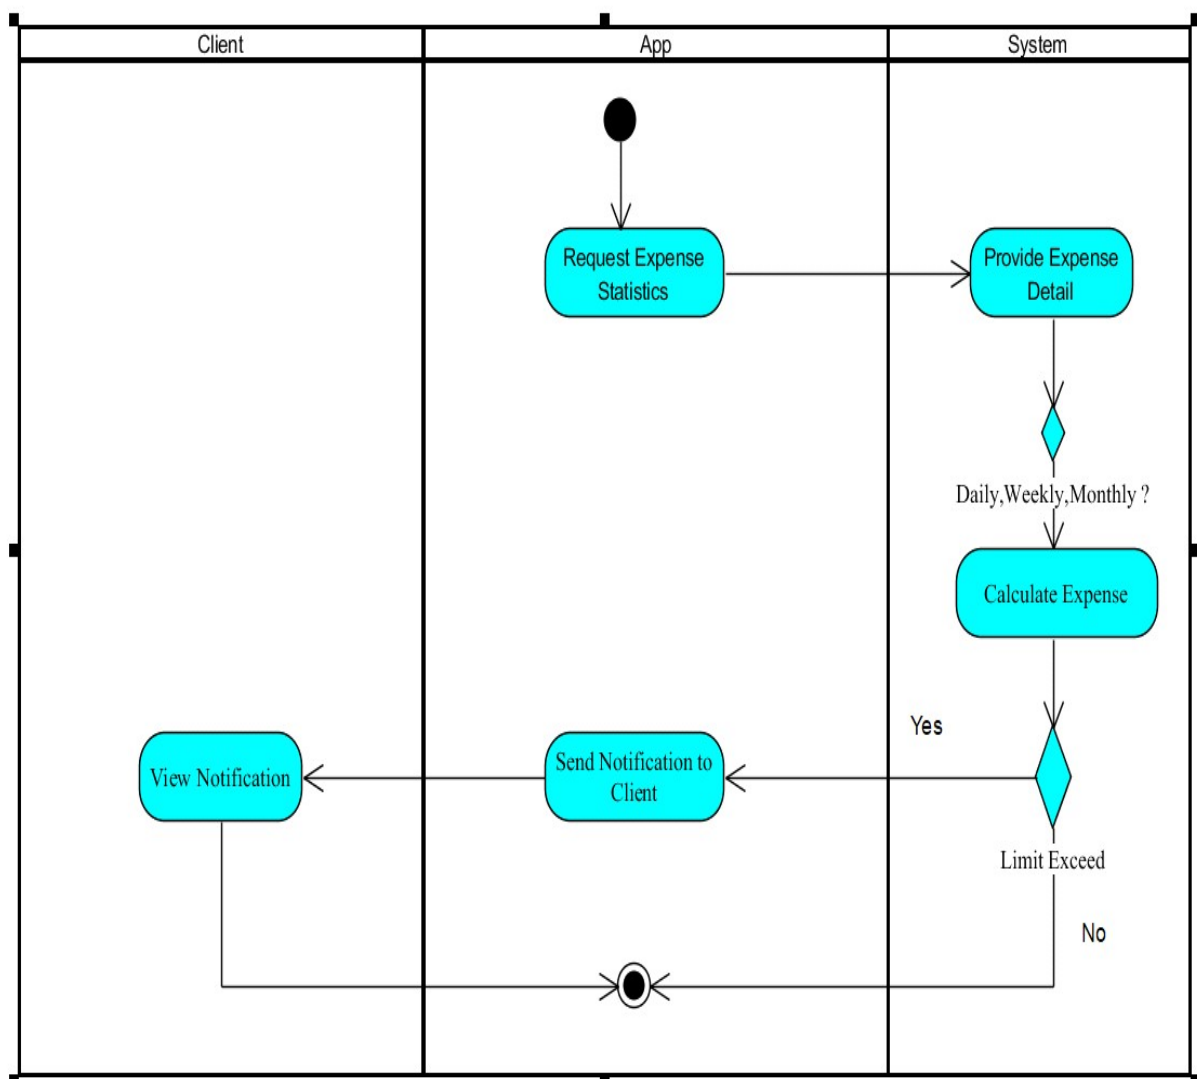 Client
App
System
Request Expense
Statistics
Provide Expense
Detail
Daily,Weekly,Monthly ?
Calculate Expense
Yes
View Notification
Send Notification to
Client
Limit Exceed
No